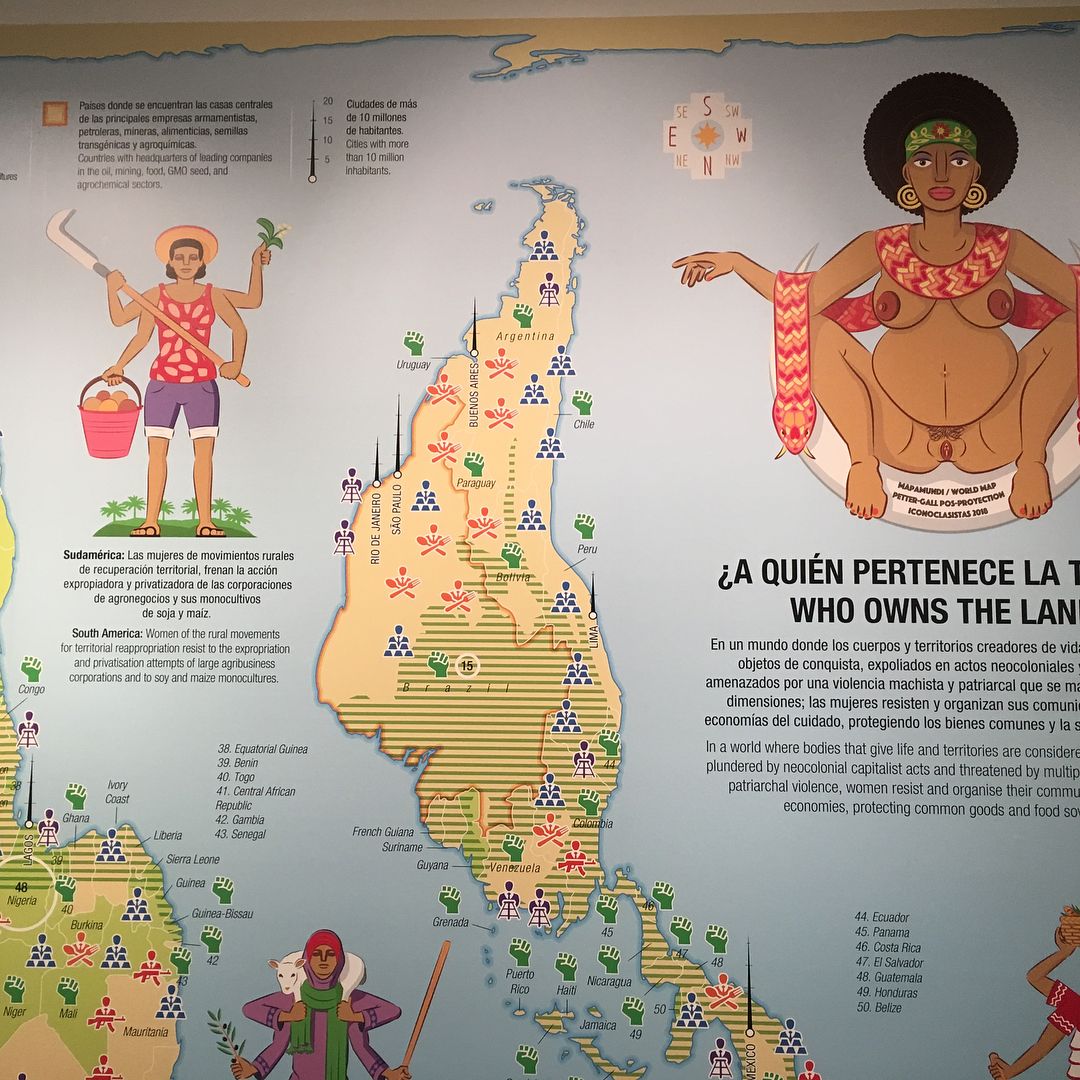 Países donde se encuentran las casas centrales
de las principales empresas armamentistas,
petroleras, mineras, alimenticias, semillas
transgénicas y agroquímicas.
Countries with headquarters of leading companies
in the oil, mining, food, GMO seed, and
agrochemical sectors.
20
15
10
5
Ciudades de más
de 10 millones
de habitantes.
Cities with more
than 10 million
inhabitants.
S
SE
SW
E
W
NE
NW
N
MAPAMUNDI / WORLD MAP
PETTER-GALL POS-PROYECTION
ICONOCLASISTAS 2018
¿A QUIÉN PERTENECE LA
WHO OWNS THE
En un mundo donde los cuerpos y territorios creadores de
objetos de conquista, expoliados en actos neocoloniales
amenazados por una violencia machista y patriarcal que se
dimensiones; las mujeres resisten y organizan sus
economías del cuidado, protegiendo los bienes comunes y la
In a world where bodies that give life and territories are
plundered by neocolonial capitalist acts and threatened by
patriarchal violence, women resist and organise their
economies, protecting common goods and food
Sudamérica: Las mujeres de movimientos rurales
de recuperación territorial, frenan la acción
expropiadora y privatizadora de las corporaciones
de agronegocios y sus monocultivos
de soja y maíz.
South America: Women of the rural movements
for territorial reappropriation resist to the expropriation
and privatisation attempts of large agribusiness
corporations and to soy and maize monocultures.
Argentina
Uruguay
BUENOS AIRES
Chile
Paraguay
RIO DE JANEIRO
SÃO PAULO
Peru
Bolivia
LIMA
15
Brazil
44
Colombia
French Guiana
Suriname
Guyana
Venezuela
Grenada
Puerto
Rico
Haiti
Nicaragua
Jamaica
45
46
47
48
49
50
MEXICO
Congo
38. Equatorial Guinea
39. Benin
40. Togo
41. Central African
Republic
42. Gambia
43. Senegal
38
Ivory
Coast
Ghana
LAGOS
39
Liberia
Sierra Leone
Guinea
Guinea-Bissau
48
Nigeria
40
Burkina
42
43
Niger
Mali
Mauritania
44. Ecuador
45. Panama
46. Costa Rica
47. El Salvador
48. Guatemala
49. Honduras
50. Belize